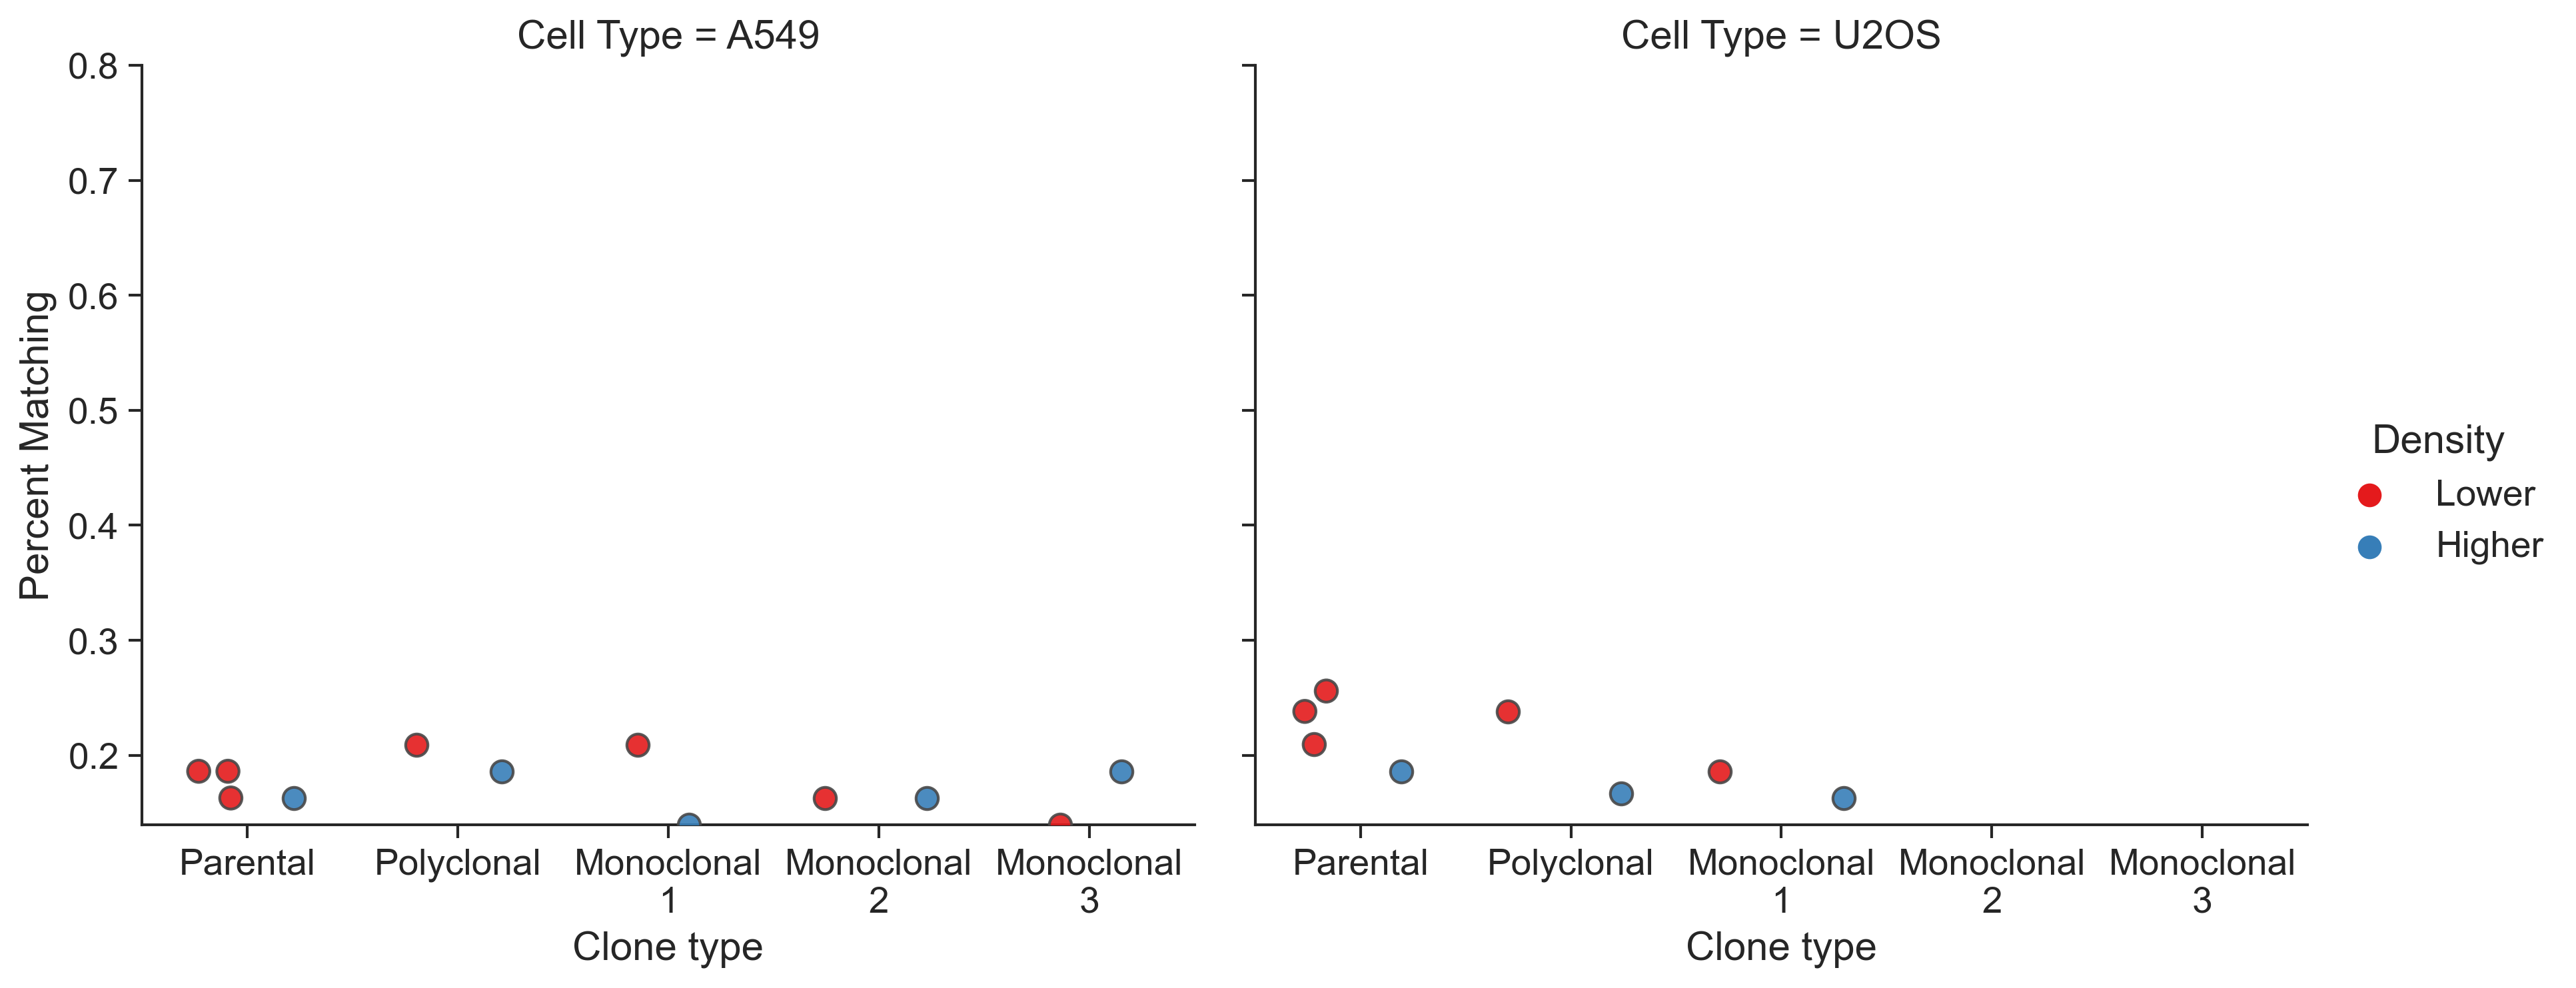 Cell Type = A549
Cell Type = U2OS
Percent Matching
0.8
0.7
0.6
0.5
0.4
0.3
0.2
Parental
Polyclonal
Monoclonal
1
Monoclonal
2
Monoclonal
3
Clone type
Parental
Polyclonal
Monoclonal
1
Monoclonal
2
Monoclonal
3
Clone type
Density
Lower
Higher